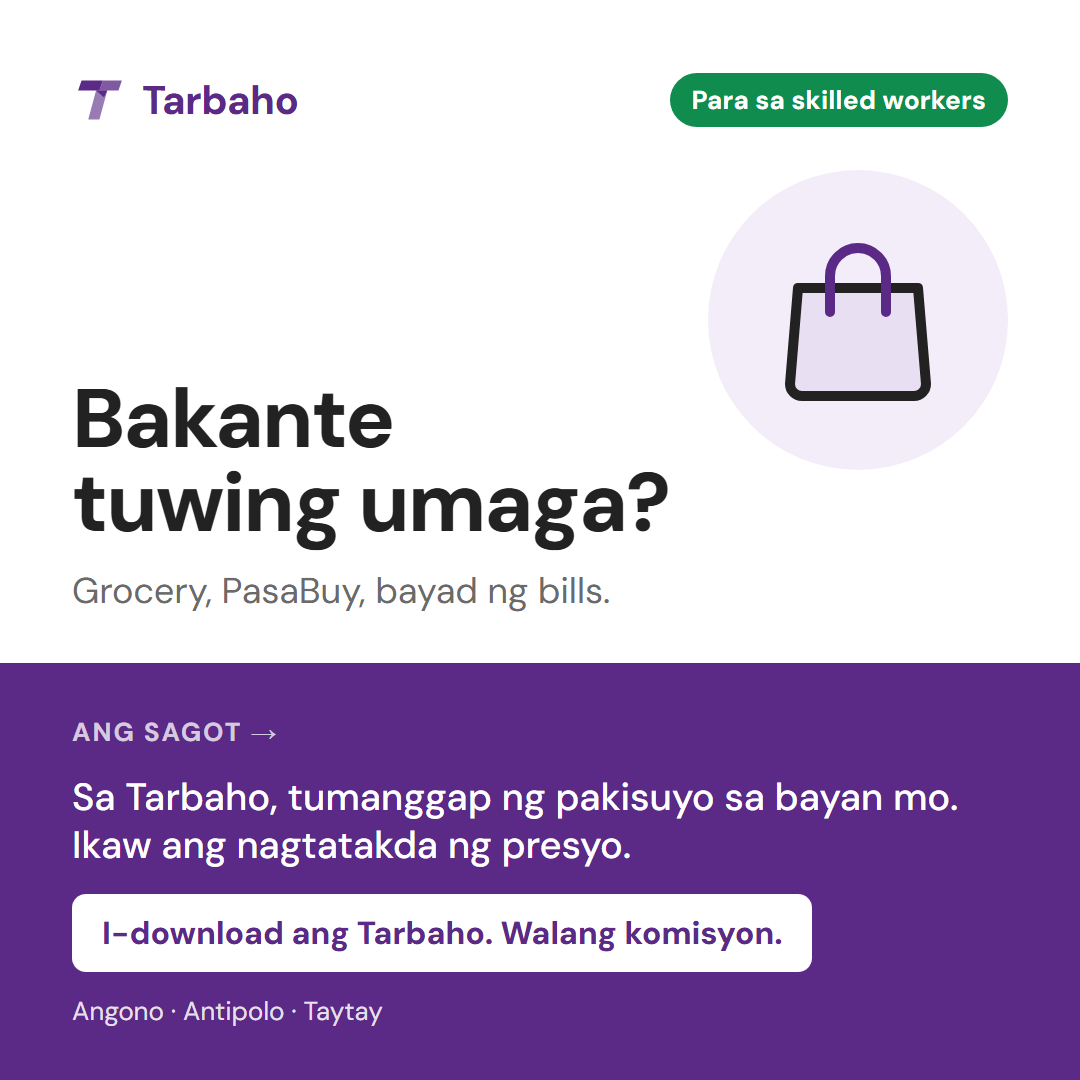 Tarbaho
Para sa skilled workers
Bakante
tuwing umaga?
Grocery, PasaBuy, bayad ng bills.
ANG SAGOT →
Sa Tarbaho, tumanggap ng pakisuyo sa bayan mo.
Ikaw ang nagtatakda ng presyo.
I-download ang Tarbaho. Walang komisyon.
Angono · Antipolo · Taytay